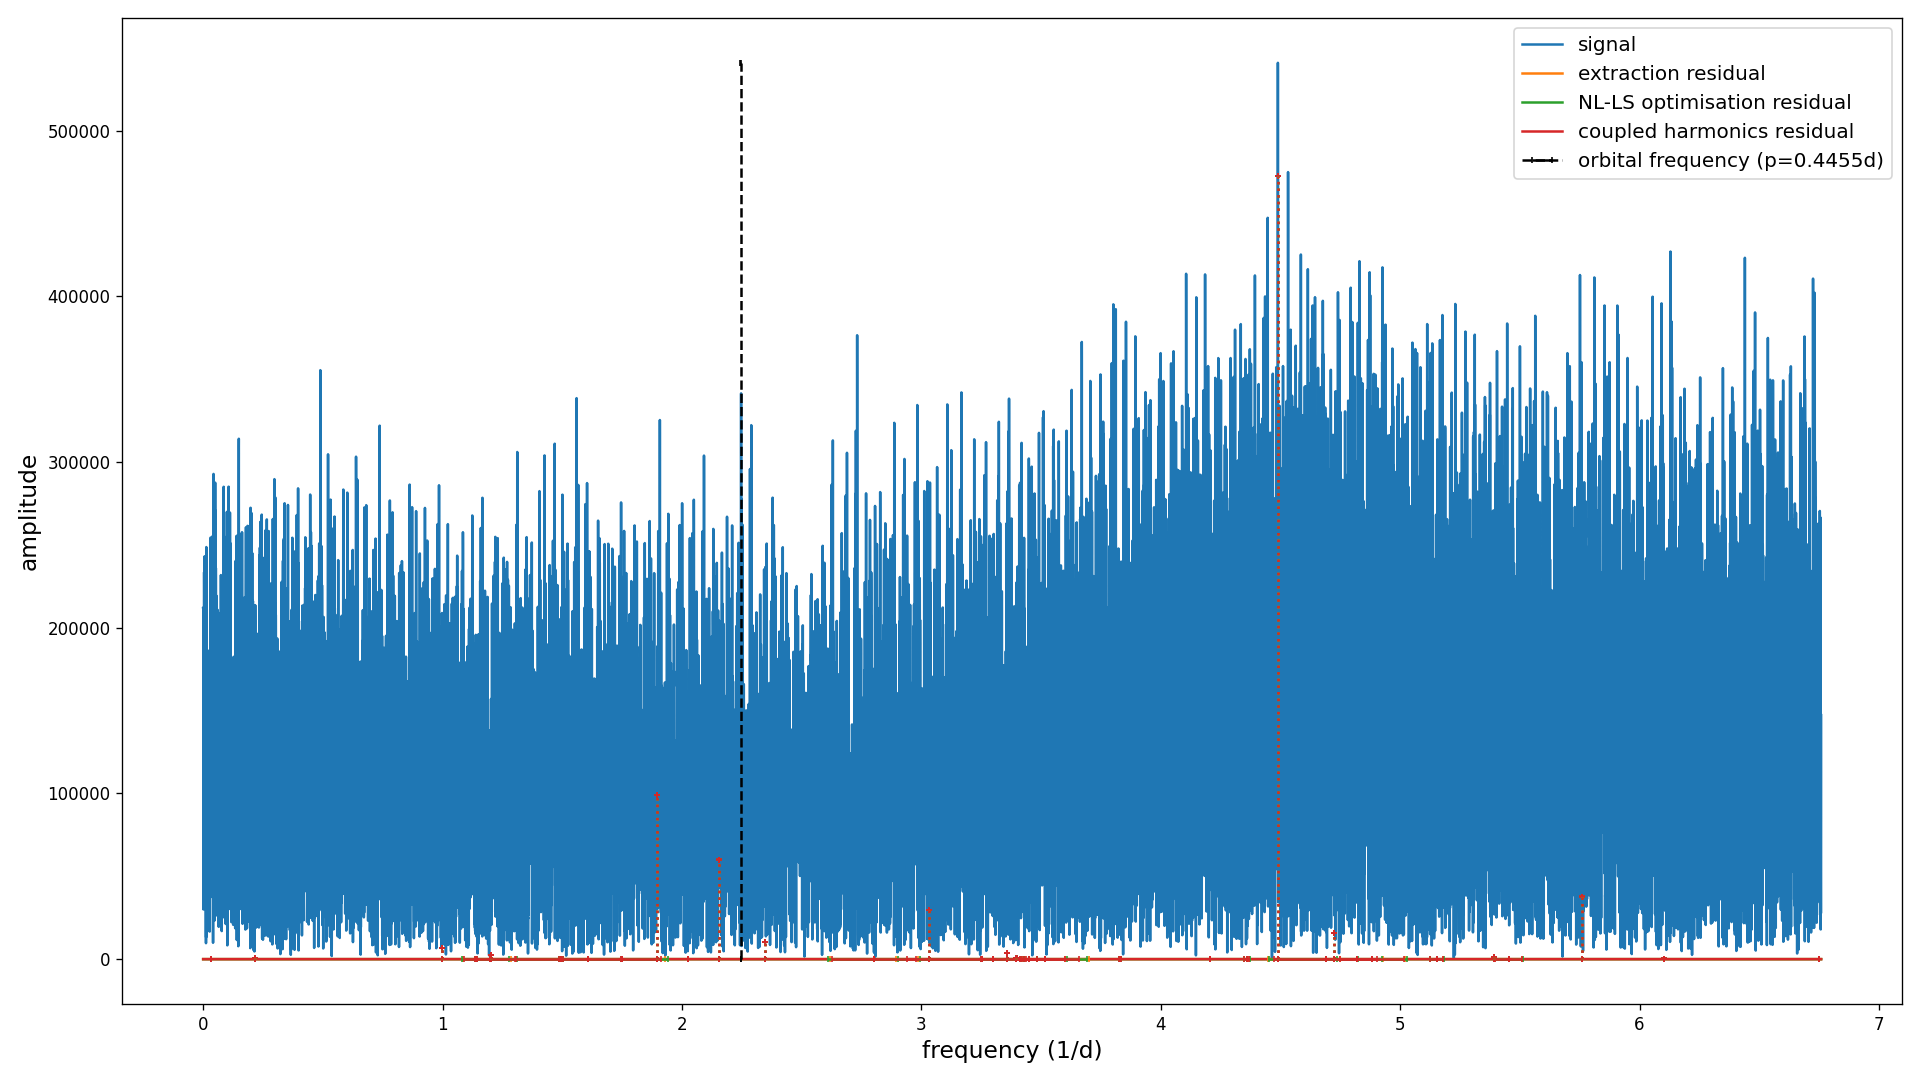 signal
extraction residual
NL-LS optimisation residual
coupled harmonics residual
orbital frequency (p=0.4455d)
amplitude
500000
400000
300000
200000
100000
0
0 1 2 3 4 5 6 7
frequency (1/d)